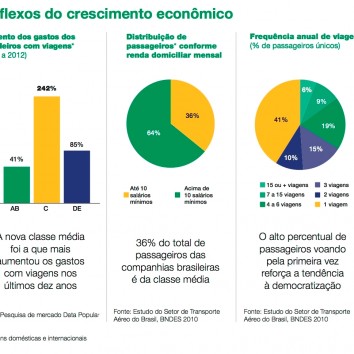 flexos do crescimento econômico
ento dos gastos dos
deiros com viagens¹
a 2012)
242%
41%
85%
AB
C
DE
A nova classe média
foi a que mais
aumentou os gastos
com viagens nos
últimos dez anos
Pesquisa de mercado Data Popular
ns domésticas e internacionais
Distribuição de
passageiros* conforme
renda domiciliar mensal
36%
64%
Até 10
salários
mínimos
Acima de
10 salários
mínimos
36% do total de
passageiros das
companhias brasileiras
é da classe média
Fonte: Estudo do Setor de Transporte
Aéreo do Brasil, BNDES 2010
Frequência anual de viage
(% de passageiros únicos)
6%
9%
19%
15%
10%
41%
15 ou + viagens
7 a 15 viagens
4 a 6 viagens
3 viagens
2 viagens
1 viagem
O alto percentual de
passageiros voando
pela primeira vez
reforça a tendência
à democratização
Fonte: Estudo do Setor de Transporte
Aéreo do Brasil, BNDES 2010